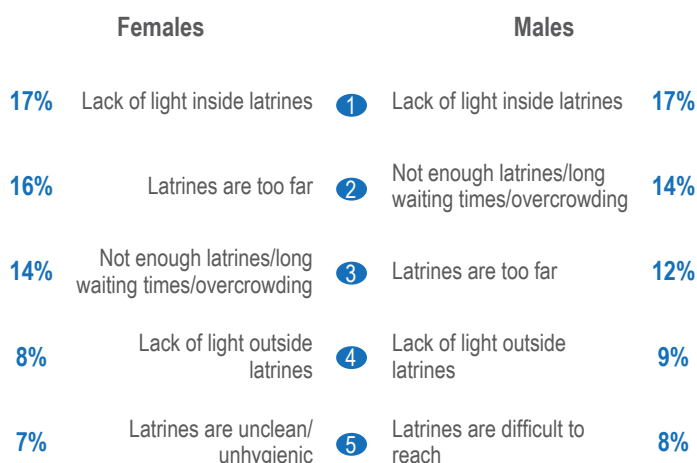 Females Males
17% Lack of light inside latrines 1 Lack of light inside latrines 17%
16% Latrines are too far 2 Not enough latrines/long
waiting times/overcrowding 14%
14% Not enough latrines/long
waiting times/overcrowding 3 Latrines are too far 12%
8% Lack of light outside
latrines 4 Lack of light outside
latrines 9%
7% Latrines are unclean/
unhygienic 5 Latrines are difficult to
reach 8%